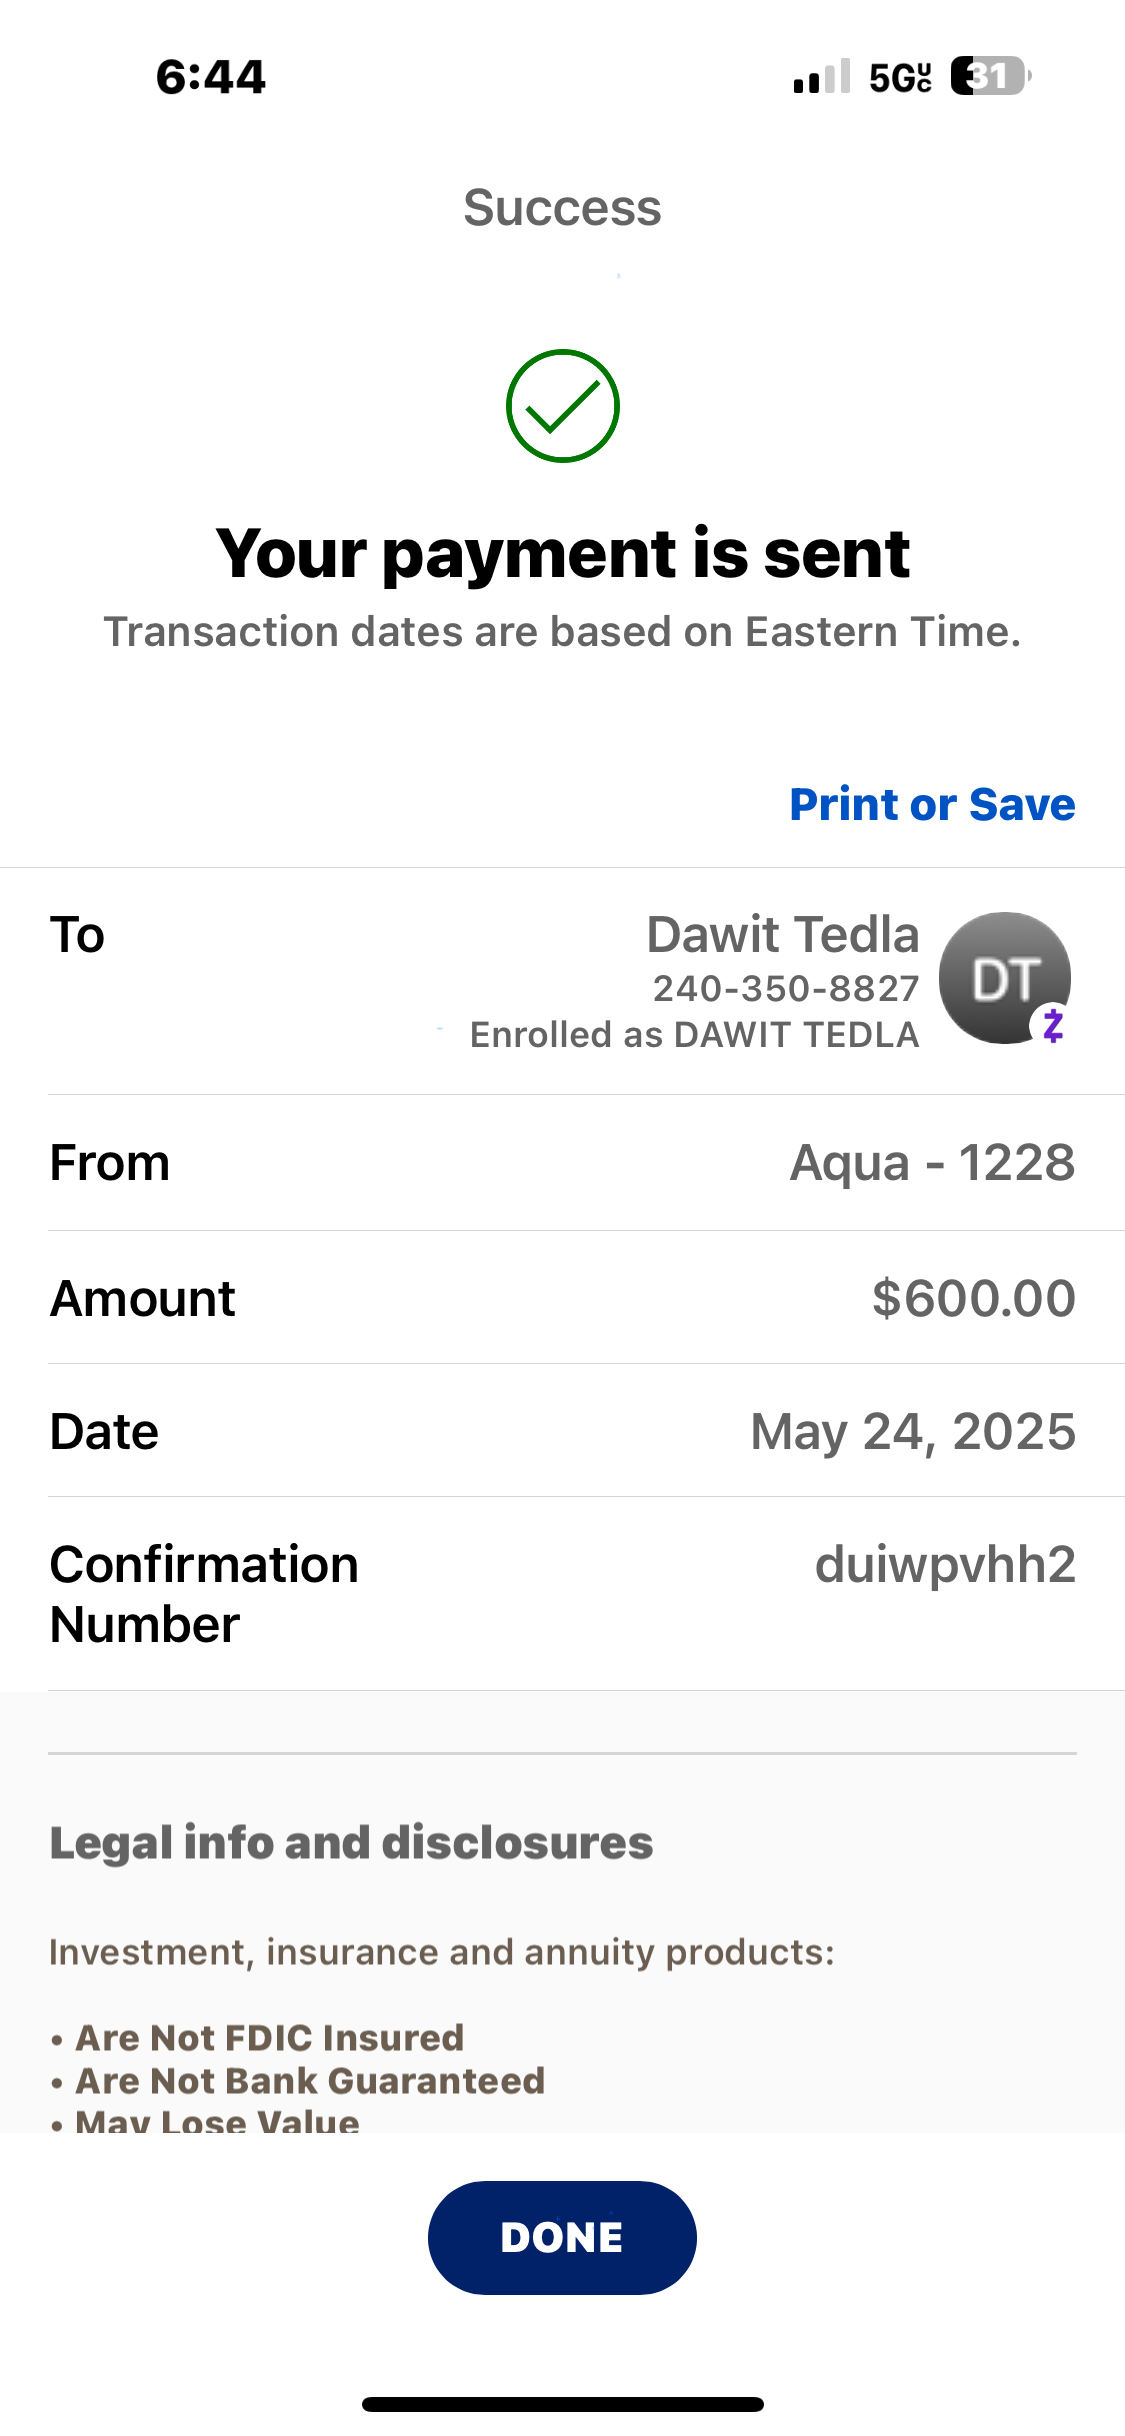 6:44
5GUC
31
Success
Your payment is sent
Transaction dates are based on Eastern Time.
Print or Save
To
Dawit Tedla
DT
240-350-8827
Enrolled as DAWIT TEDLA
From
Aqua - 1228
Amount
$600.00
Date
May 24, 2025
Confirmation
Number
duiwpvhh2
Legal info and disclosures
Investment, insurance and annuity products:
• Are Not FDIC Insured
• Are Not Bank Guaranteed
• May Lose Value
DONE